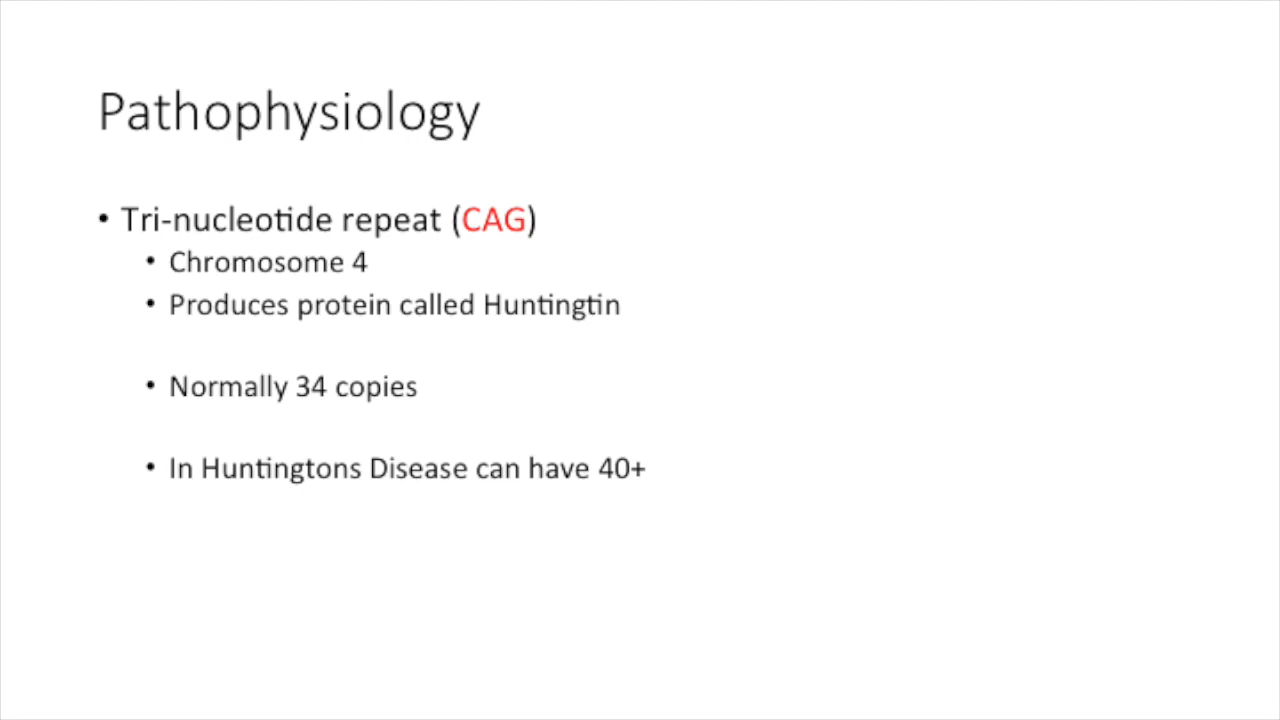 Pathophysiology
• Tri-nucleotide repeat (CAG)
• Chromosome 4
• Produces protein called Huntingtin
• Normally 34 copies
• In Huntingtons Disease can have 40+